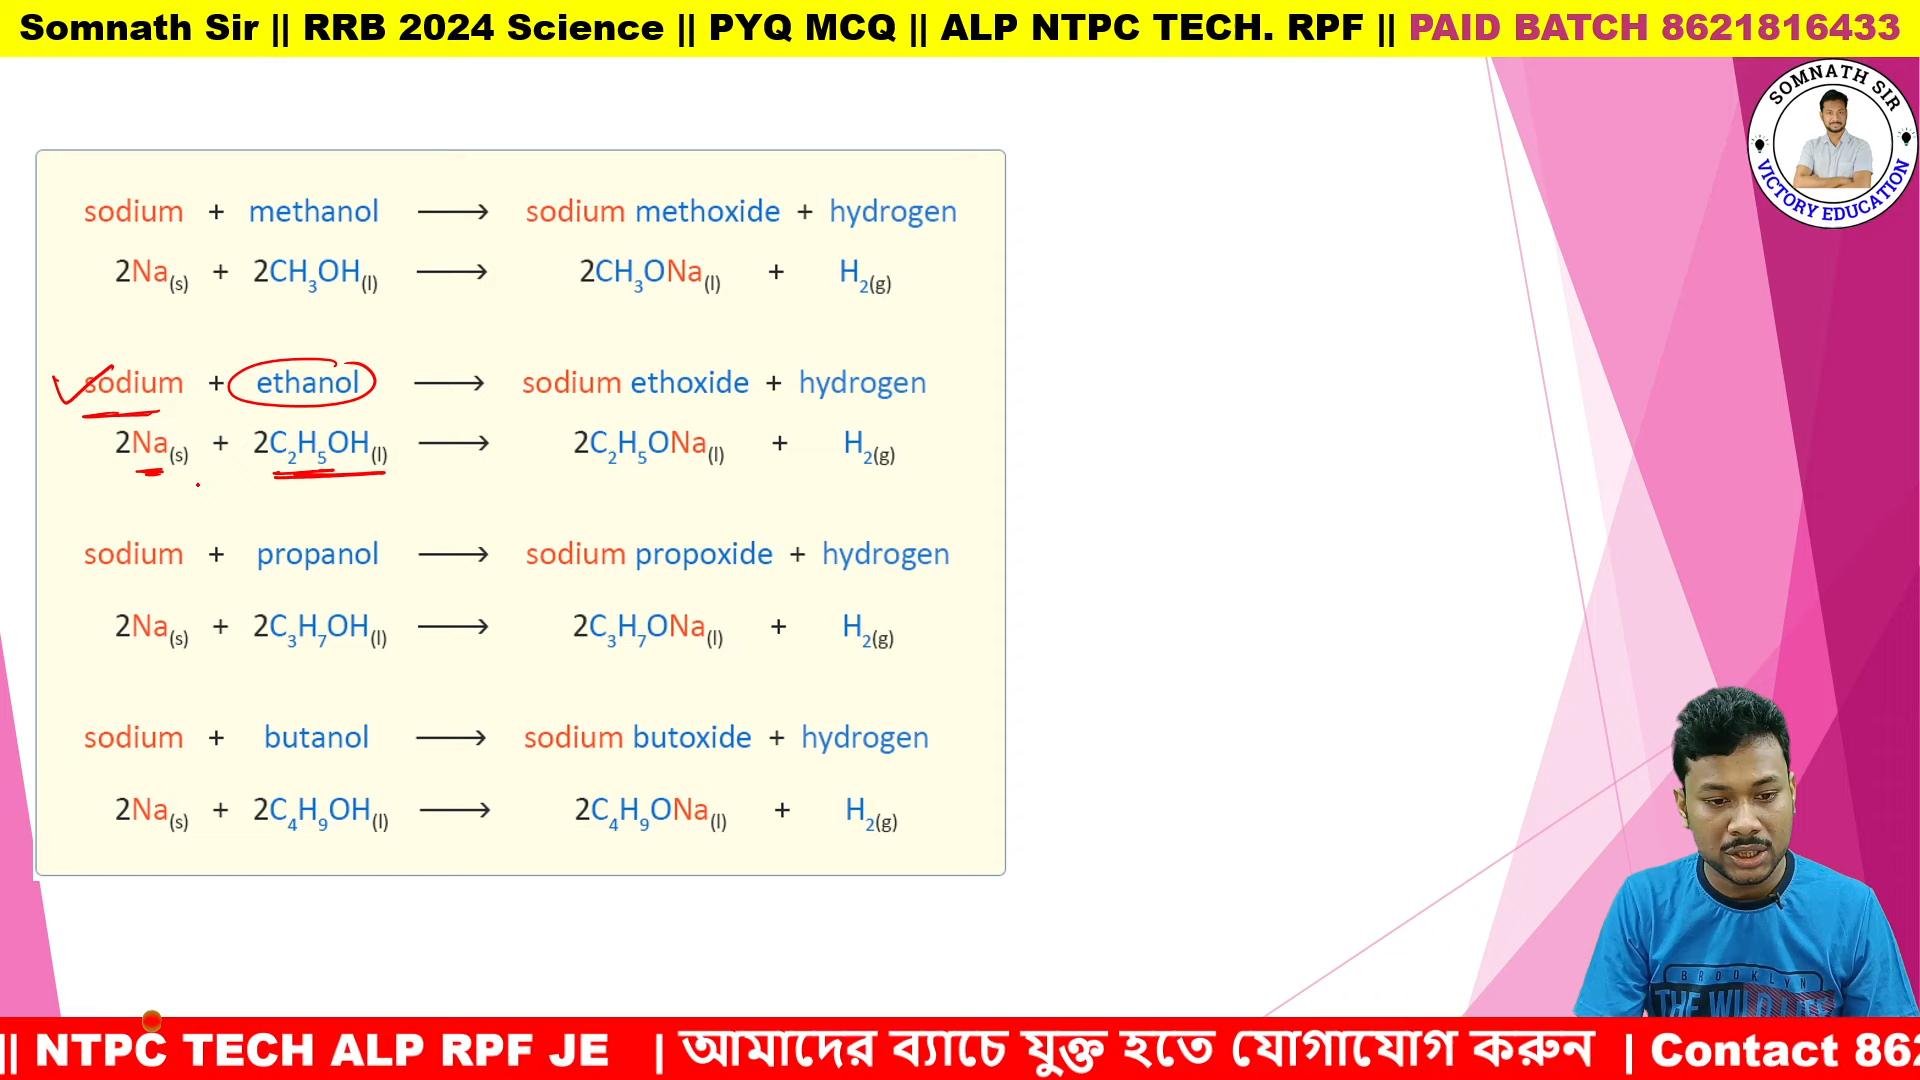 Somnath Sir || RRB 2024 Science || PYQ MCQ || ALP NTPC TECH. RPF || PAID BATCH 8621816433
SOMNATH SIR
VICTORY EDUCATION
sodium + methanol ⟶ sodium methoxide + hydrogen
2Na(s) + 2CH₃OH(l) ⟶ 2CH₃ONa(l) + H₂(g)
sodium + ethanol ⟶ sodium ethoxide + hydrogen
2Na(s) + 2C₂H₅OH(l) ⟶ 2C₂H₅ONa(l) + H₂(g)
sodium + propanol ⟶ sodium propoxide + hydrogen
2Na(s) + 2C₃H₇OH(l) ⟶ 2C₃H₇ONa(l) + H₂(g)
sodium + butanol ⟶ sodium butoxide + hydrogen
2Na(s) + 2C₄H₉OH(l) ⟶ 2C₄H₉ONa(l) + H₂(g)
BROOKLYN
|| NTPC TECH ALP RPF JE | আমাদের ব্যাচে যুক্ত হতে যোগাযোগ করুন | Contact 862